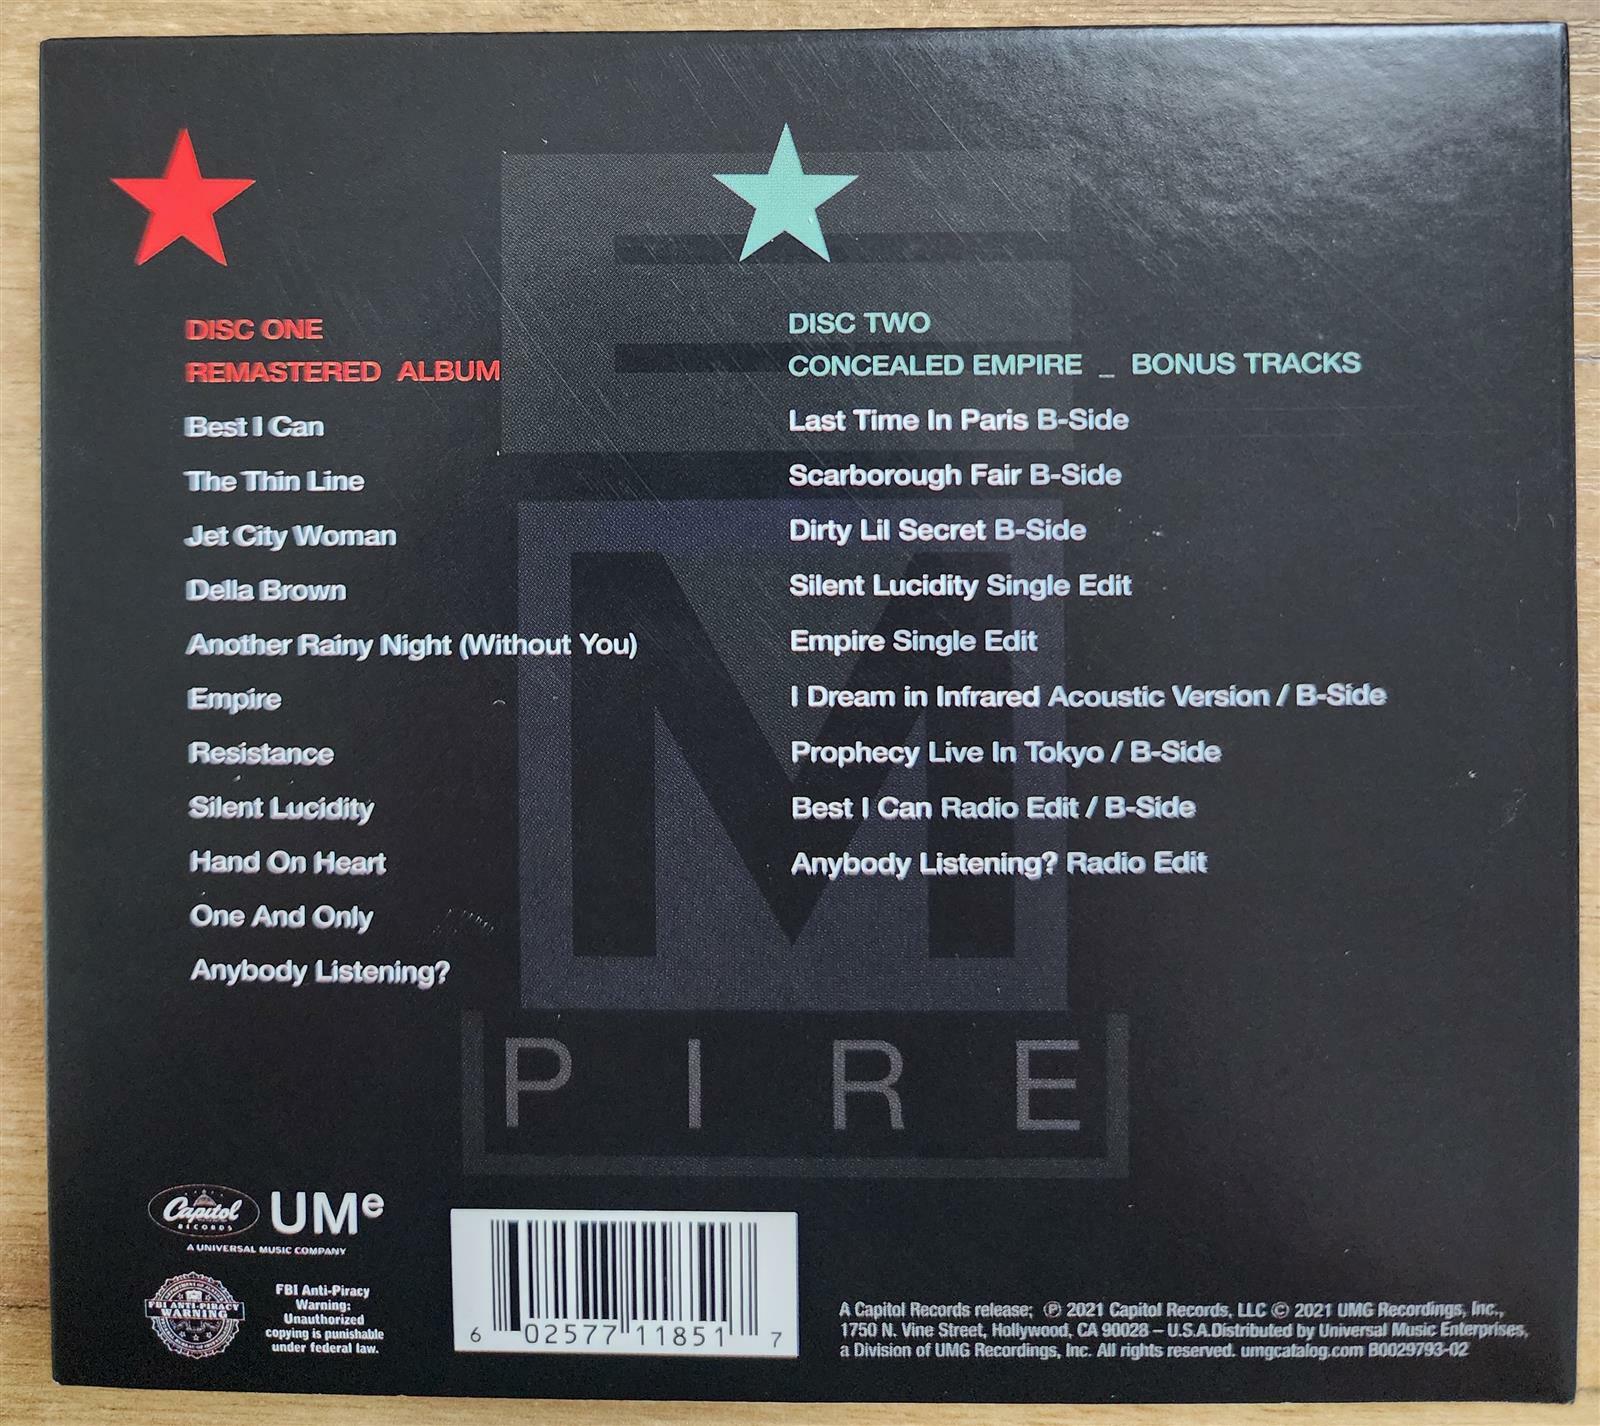 DISC ONE
REMASTERED ALBUM
Best I Can
The Thin Line
Jet City Woman
Della Brown
Another Rainy Night (Without You)
Empire
Resistance
Silent Lucidity
Hand On Heart
One And Only
Anybody Listening?
DISC TWO
CONCEALED EMPIRE _ BONUS TRACKS
Last Time In Paris B-Side
Scarborough Fair B-Side
Dirty Lil Secret B-Side
Silent Lucidity Single Edit
Empire Single Edit
I Dream in Infrared Acoustic Version / B-Side
Prophecy Live In Tokyo / B-Side
Best I Can Radio Edit / B-Side
Anybody Listening? Radio Edit
E
M
PIRE
Capitol
RECORDS
UMe
A UNIVERSAL MUSIC COMPANY
FBI ANTI-PIRACY
WARNING
FBI Anti-Piracy
Warning:
Unauthorized
copying is punishable
under federal law.
6 02577 11851 7
A Capitol Records release; ℗ 2021 Capitol Records, LLC © 2021 UMG Recordings, Inc.,
1750 N. Vine Street, Hollywood, CA 90028 – U.S.A.Distributed by Universal Music Enterprises,
a Division of UMG Recordings, Inc. All rights reserved. umgcatalog.com B0029793-02